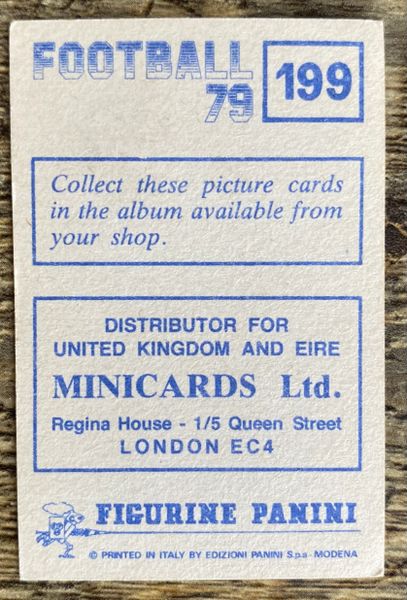 FOOTBALL
79
199
Collect these picture cards
in the album available from
your shop.
DISTRIBUTOR FOR
UNITED KINGDOM AND EIRE
MINICARDS Ltd.
Regina House - 1/5 Queen Street
LONDON EC4
FIGURINE PANINI
© PRINTED IN ITALY BY EDIZIONI PANINI S.p.a - MODENA